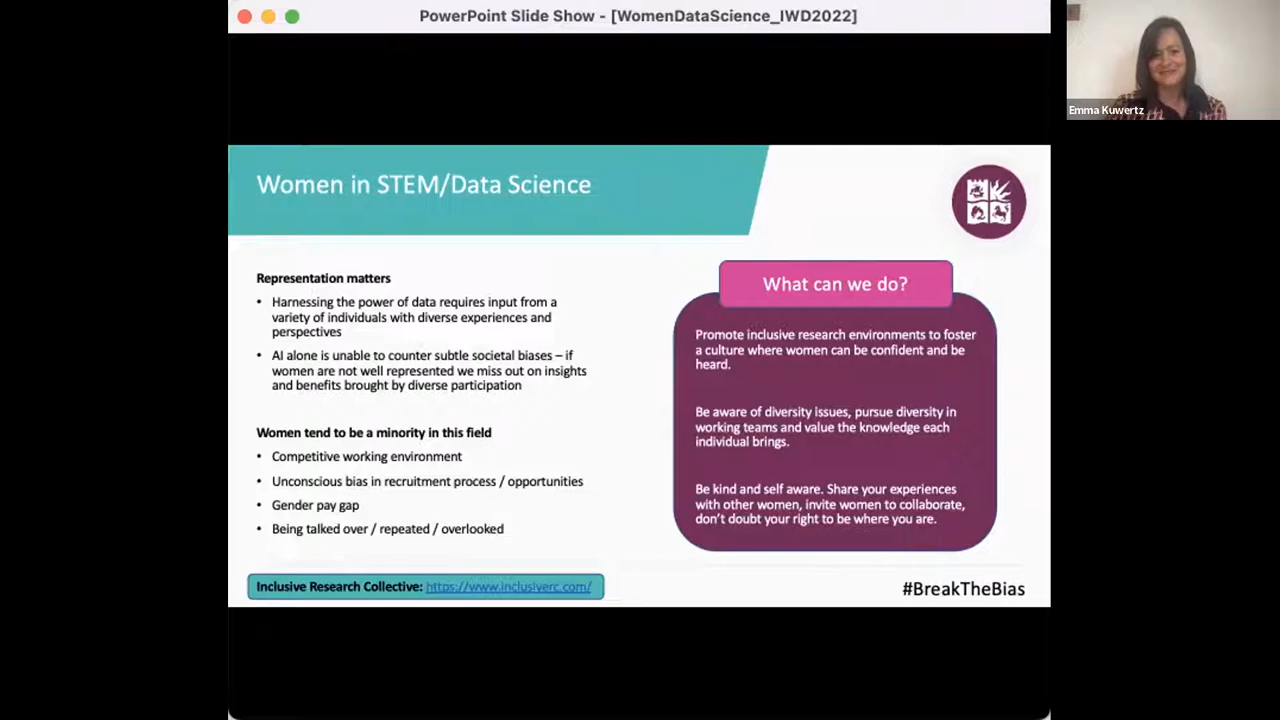 PowerPoint Slide Show - [WomenDataScience_IWD2022]
Emma Kuwertz
Women in STEM/Data Science
Representation matters
• Harnessing the power of data requires input from a
variety of individuals with diverse experiences and
perspectives
• AI alone is unable to counter subtle societal biases – if
women are not well represented we miss out on insights
and benefits brought by diverse participation
Women tend to be a minority in this field
• Competitive working environment
• Unconscious bias in recruitment process / opportunities
• Gender pay gap
• Being talked over / repeated / overlooked
Inclusive Research Collective: https://www.inclusiverc.com/
What can we do?
Promote inclusive research environments to foster
a culture where women can be confident and be
heard.
Be aware of diversity issues, pursue diversity in
working teams and value the knowledge each
individual brings.
Be kind and self aware. Share your experiences
with other women, invite women to collaborate,
don't doubt your right to be where you are.
#BreakTheBias